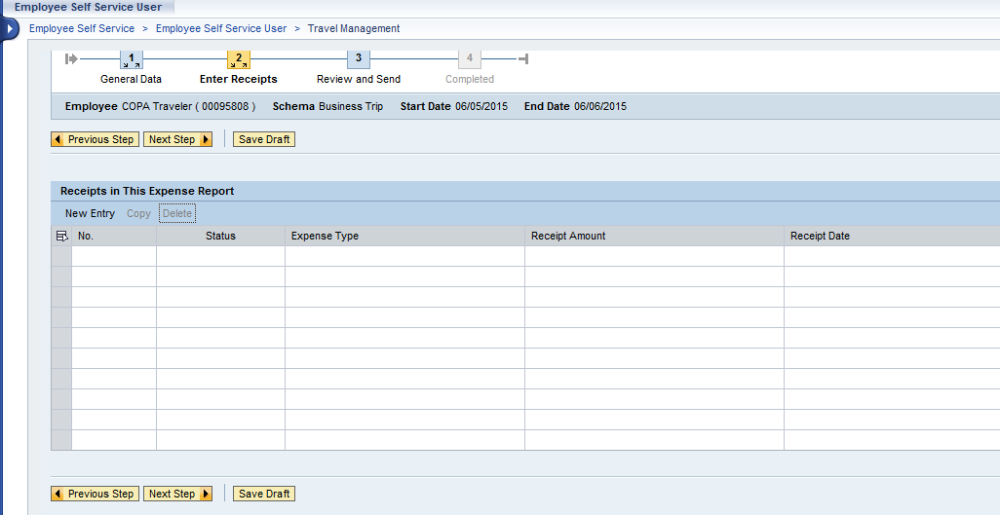 Employee Self Service User
Employee Self Service > Employee Self Service User > Travel Management
1 2 3 4
General Data Enter Receipts Review and Send Completed
Employee COPA Traveler ( 00095808 ) Schema Business Trip Start Date 06/05/2015 End Date 06/06/2015
Previous Step Next Step Save Draft
Receipts in This Expense Report
New Entry Copy Delete
No. Status Expense Type Receipt Amount Receipt Date
Previous Step Next Step Save Draft